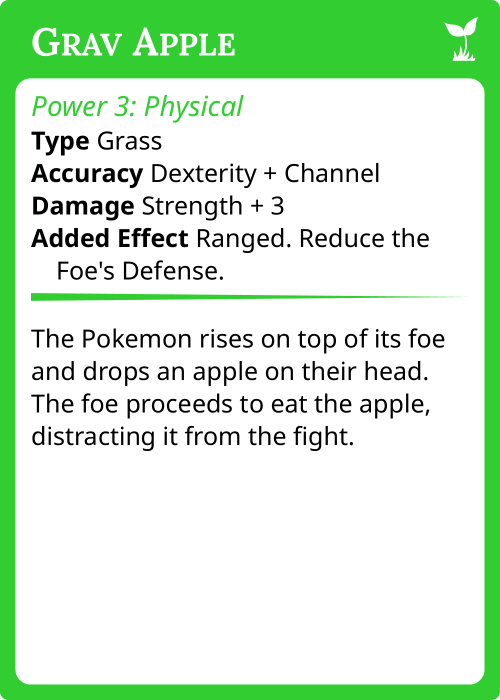 Grav Apple
Power 3: Physical
Type Grass
Accuracy Dexterity + Channel
Damage Strength + 3
Added Effect Ranged. Reduce the
Foe's Defense.
The Pokemon rises on top of its foe
and drops an apple on their head.
The foe proceeds to eat the apple,
distracting it from the fight.